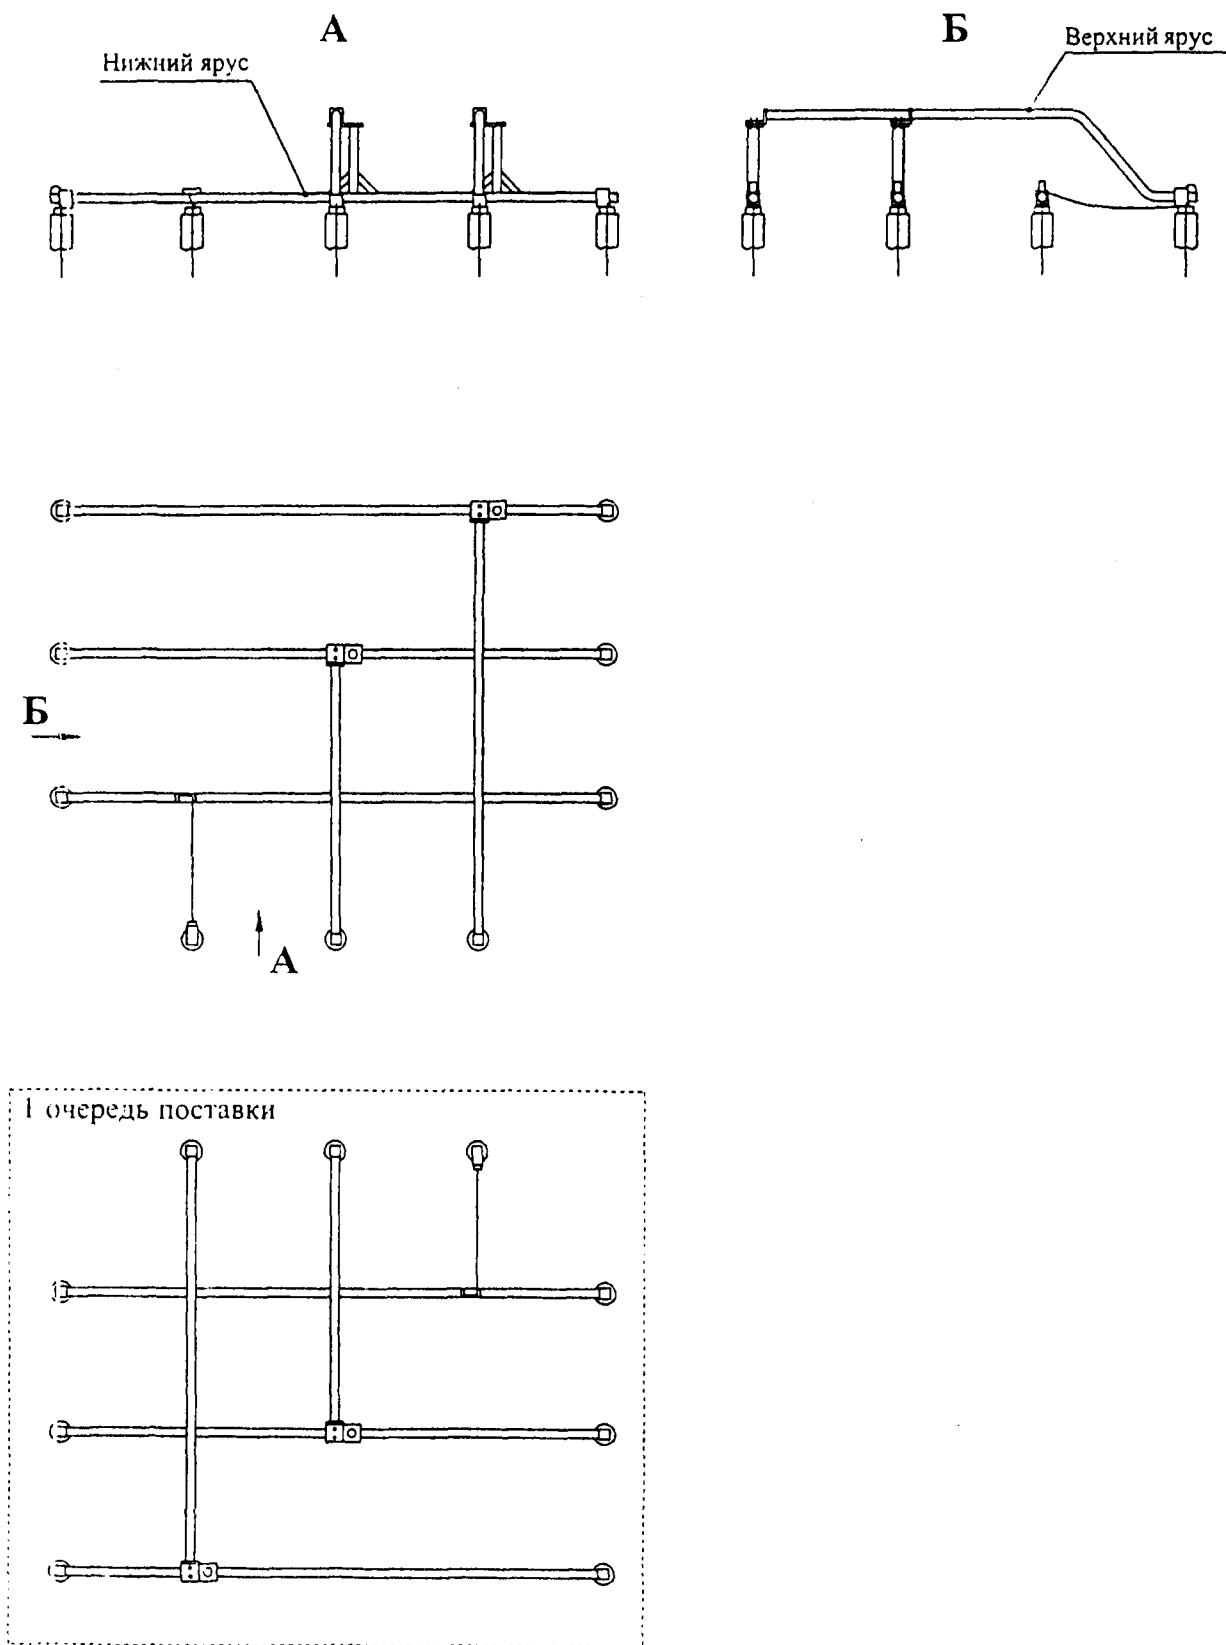 А
Б
Нижний ярус
Верхний ярус
Б
А
1 очередь поставки